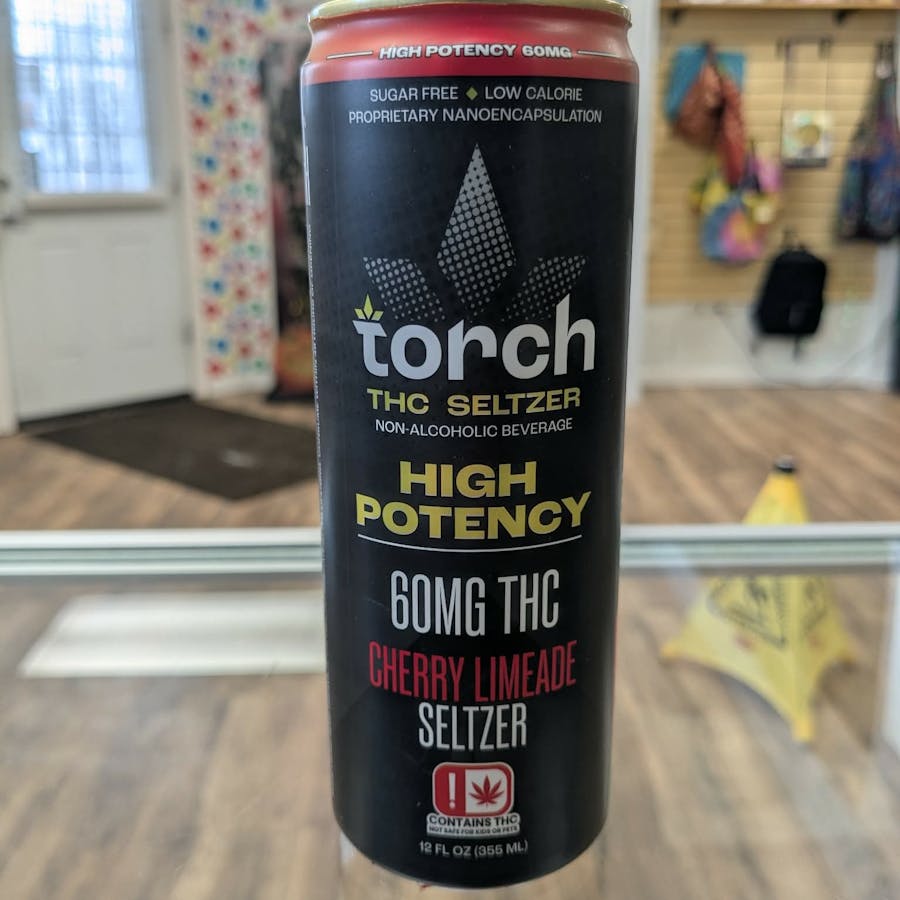 HIGH POTENCY 60MG
SUGAR FREE ◆ LOW CALORIE
PROPRIETARY NANOENCAPSULATION
torch
THC SELTZER
NON-ALCOHOLIC BEVERAGE
HIGH
POTENCY
60MG THC
CHERRY LIMEADE
SELTZER
!
CONTAINS THC
NOT SAFE FOR KIDS OR PETS
12 FL OZ (355 ML)